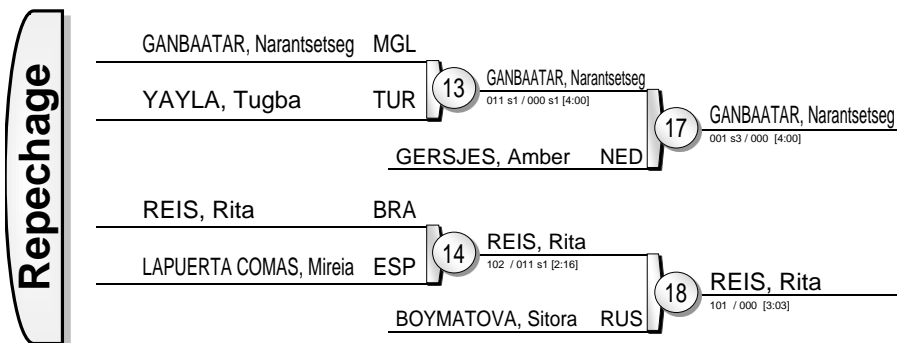 Repechage
GANBAATAR, Narantsetseg MGL
YAYLA, Tugba TUR
13
GANBAATAR, Narantsetseg
011 s1 / 000 s1 [4:00]
GERSJES, Amber NED
17
GANBAATAR, Narantsetseg
001 s3 / 000 [4:00]
REIS, Rita BRA
LAPUERTA COMAS, Mireia ESP
14
REIS, Rita
102 / 011 s1 [2:16]
BOYMATOVA, Sitora RUS
18
REIS, Rita
101 / 000 [3:03]